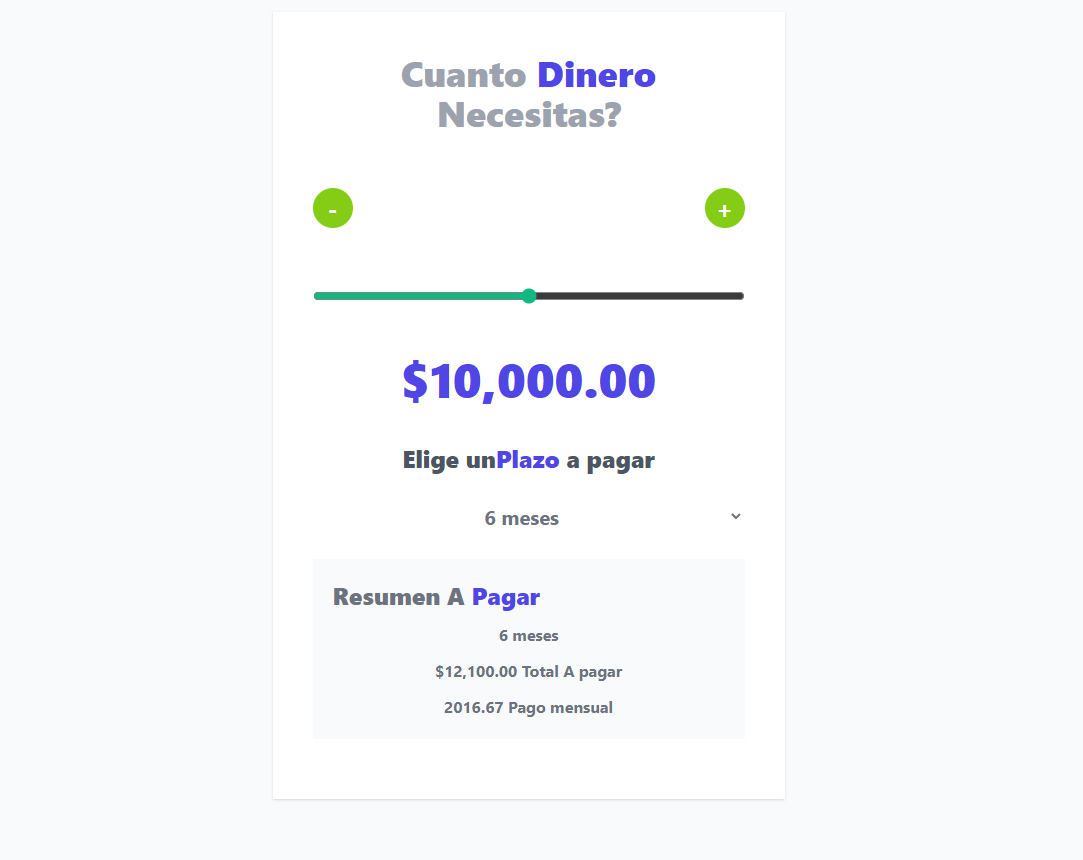 Cuanto Dinero
Necesitas?
- +
$10,000.00
Elige unPlazo a pagar
6 meses
Resumen A Pagar
6 meses
$12,100.00 Total A pagar
2016.67 Pago mensual